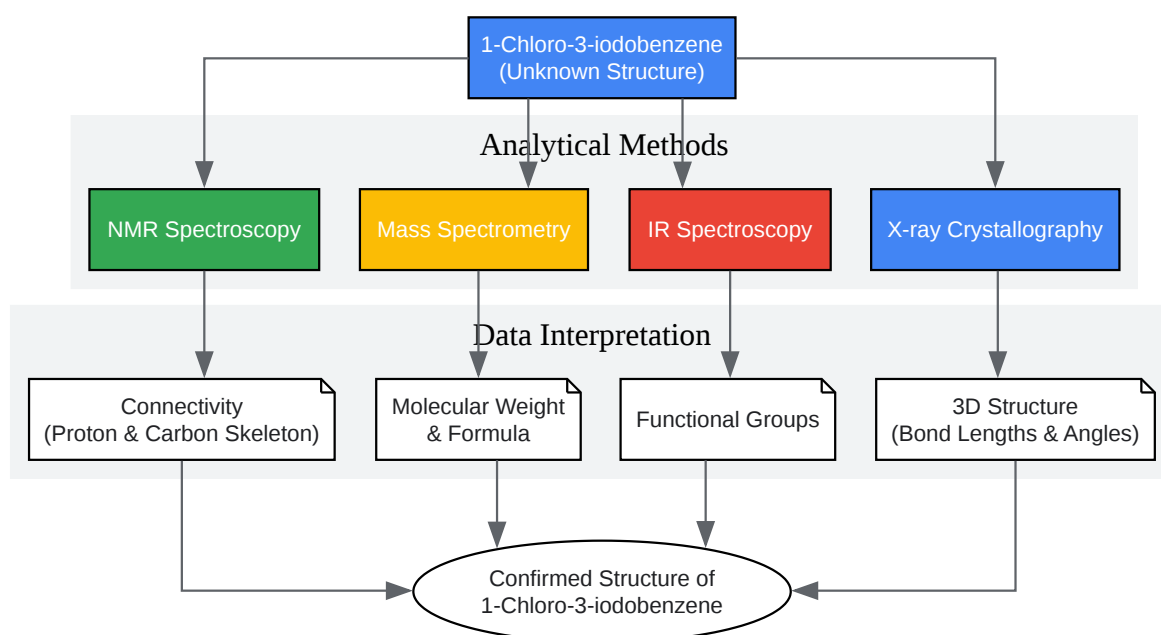 1-Chloro-3-iodobenzene
(Unknown Structure)
Analytical Methods
NMR Spectroscopy
Mass Spectrometry
IR Spectroscopy
X-ray Crystallography
Data Interpretation
Connectivity
(Proton & Carbon Skeleton)
Molecular Weight
& Formula
Functional Groups
3D Structure
(Bond Lengths & Angles)
Confirmed Structure of
1-Chloro-3-iodobenzene